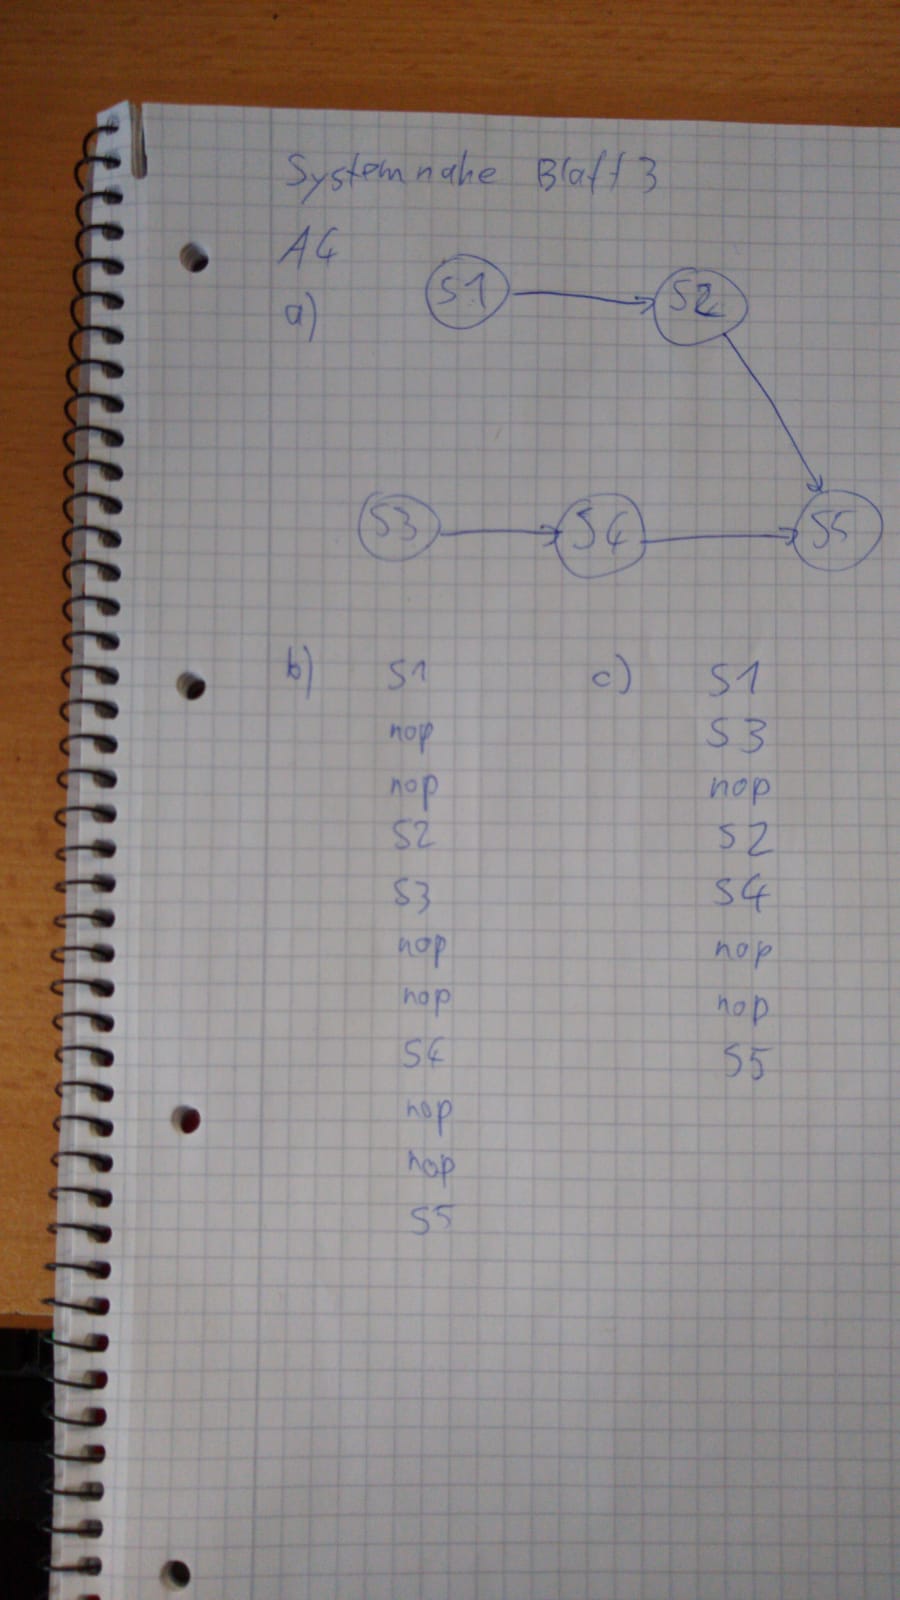 Systemnahe Blatt 3
A4
a)
S1 S2
S3 S4 S5
b) S1
nop
nop
S2
S3
nop
nop
S4
nop
nop
S5
c) S1
S3
nop
S2
S4
nop
nop
S5